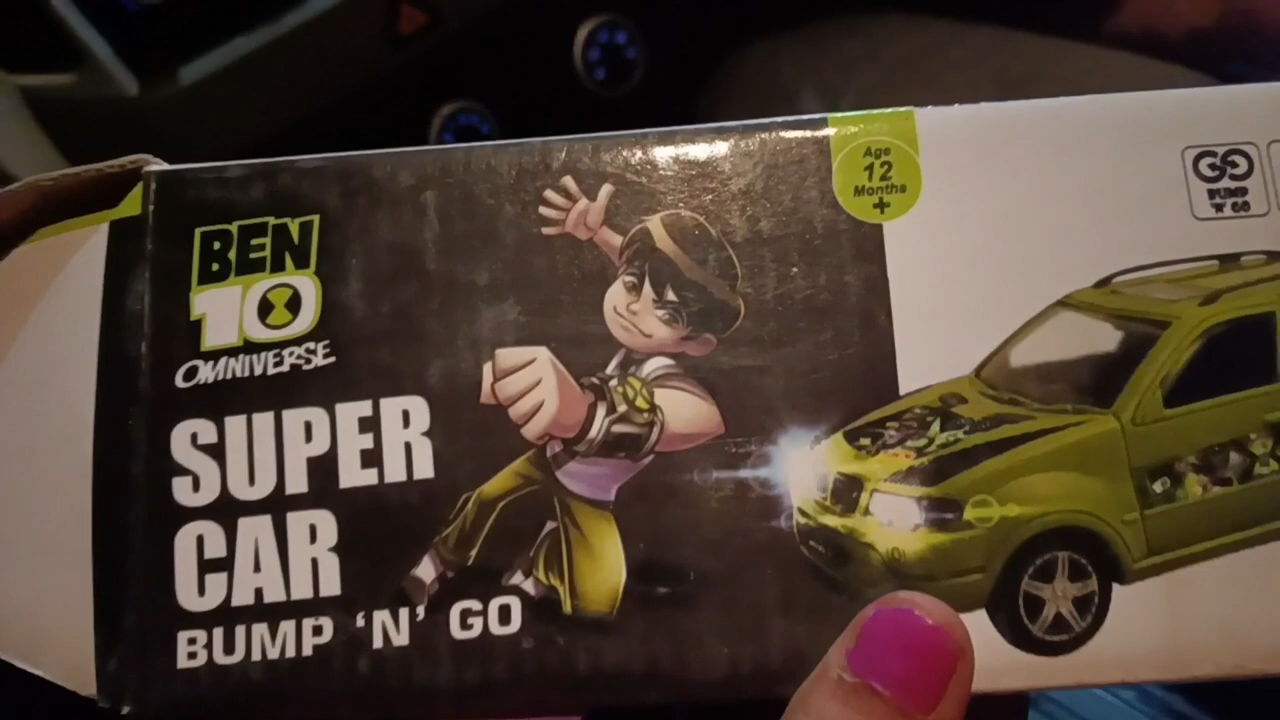 BEN
10
OMNIVERSE
SUPER
CAR
BUMP ‘N’ GO
Age
12
Months
+
GO
BUMP
'N' GO